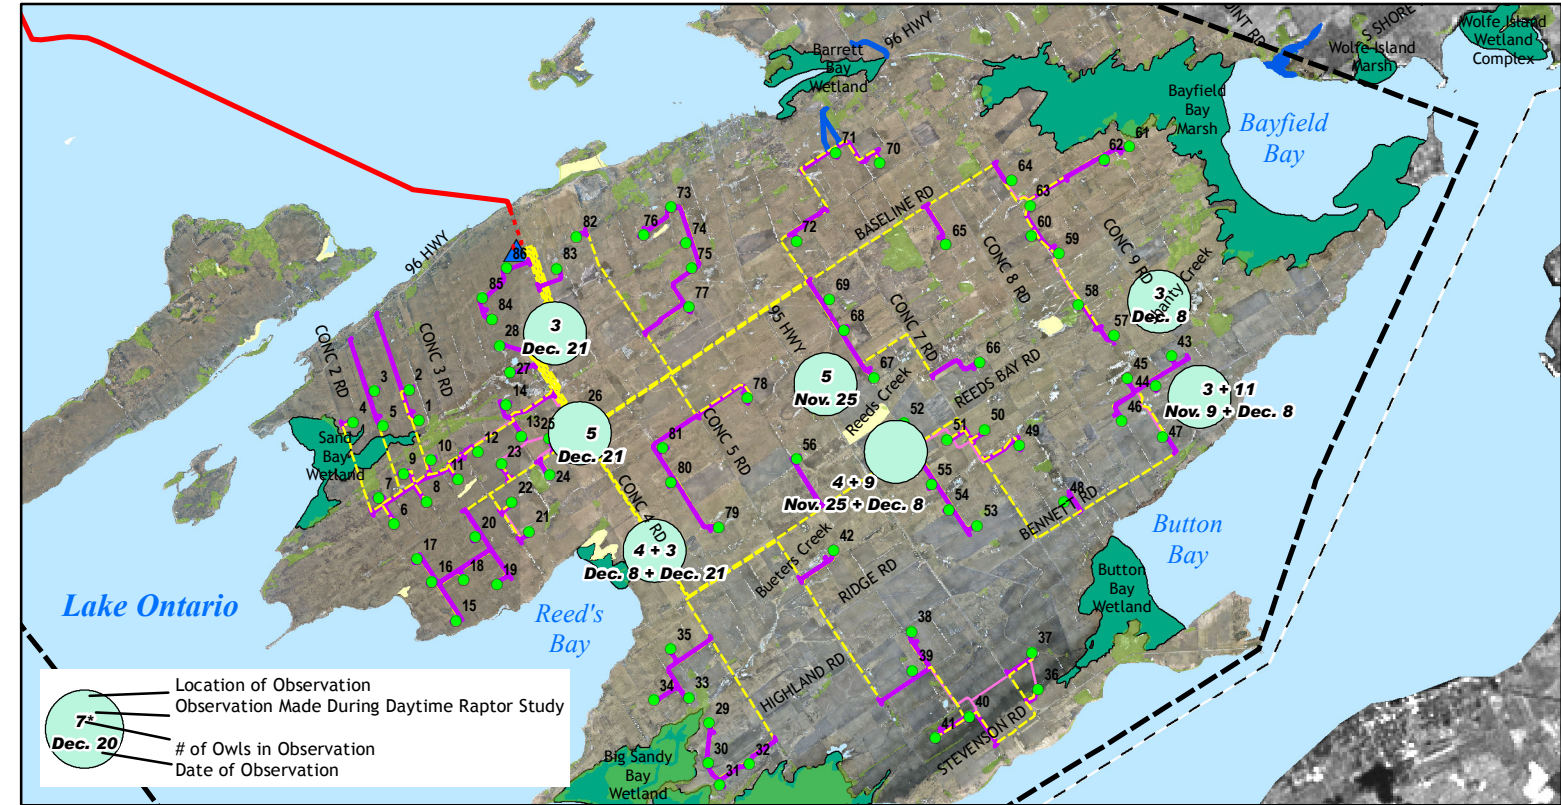 96 HWY
POINT RD
S SHORE
Wolfe Island
Wetland
Complex
Wolfe Island
Marsh
Barrett
Bay
Wetland
Bayfield
Bay
Marsh
Bayfield
Bay
61
62
71
70
64
63
73
76
74
75
77
82
83
86
85
84
28
27
96 HWY
72
BASELINE RD
65
60
59
CONC 8 RD
CONC 9 RD
Shanty Creek
3
Dec. 8
58
57
69
68
67
66
95 HWY
CONC 7 RD
REEDS BAY RD
Reeds Creek
3
Dec. 21
5
Nov. 25
43
45
44
46
47
3 + 11
Nov. 9 + Dec. 8
CONC 2 RD
CONC 3 RD
3
2
4
5
1
14
26
13
25
5
Dec. 21
78
CONC 5 RD
81
80
79
52
51
50
49
56
55
54
53
4 + 9
Nov. 25 + Dec. 8
Sand
Bay
Wetland
10
12
9
11
8
7
6
23
24
22
21
20
17
16
18
19
15
CONC 4 RD
4 + 3
Dec. 8 + Dec. 21
48
BENNETT RD
Button
Bay
Button
Bay
Wetland
42
Bueters Creek
RIDGE RD
Lake Ontario
Reed's
Bay
35
34
33
38
39
37
36
HIGHLAND RD
40
41
STEVENSON RD
29
30
31
32
Big Sandy
Bay
Wetland
Location of Observation
Observation Made During Daytime Raptor Study
7*
Dec. 20
# of Owls in Observation
Date of Observation